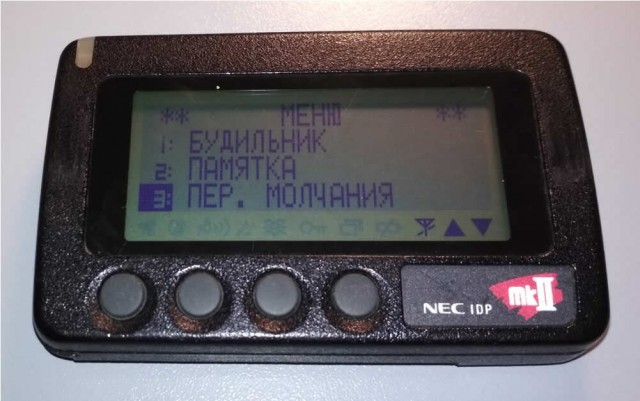 ** МЕНЮ **
1: БУДИЛЬНИК
2: ПАМЯТКА
3: ПЕР. МОЛЧАНИЯ
NEC IDP mkII